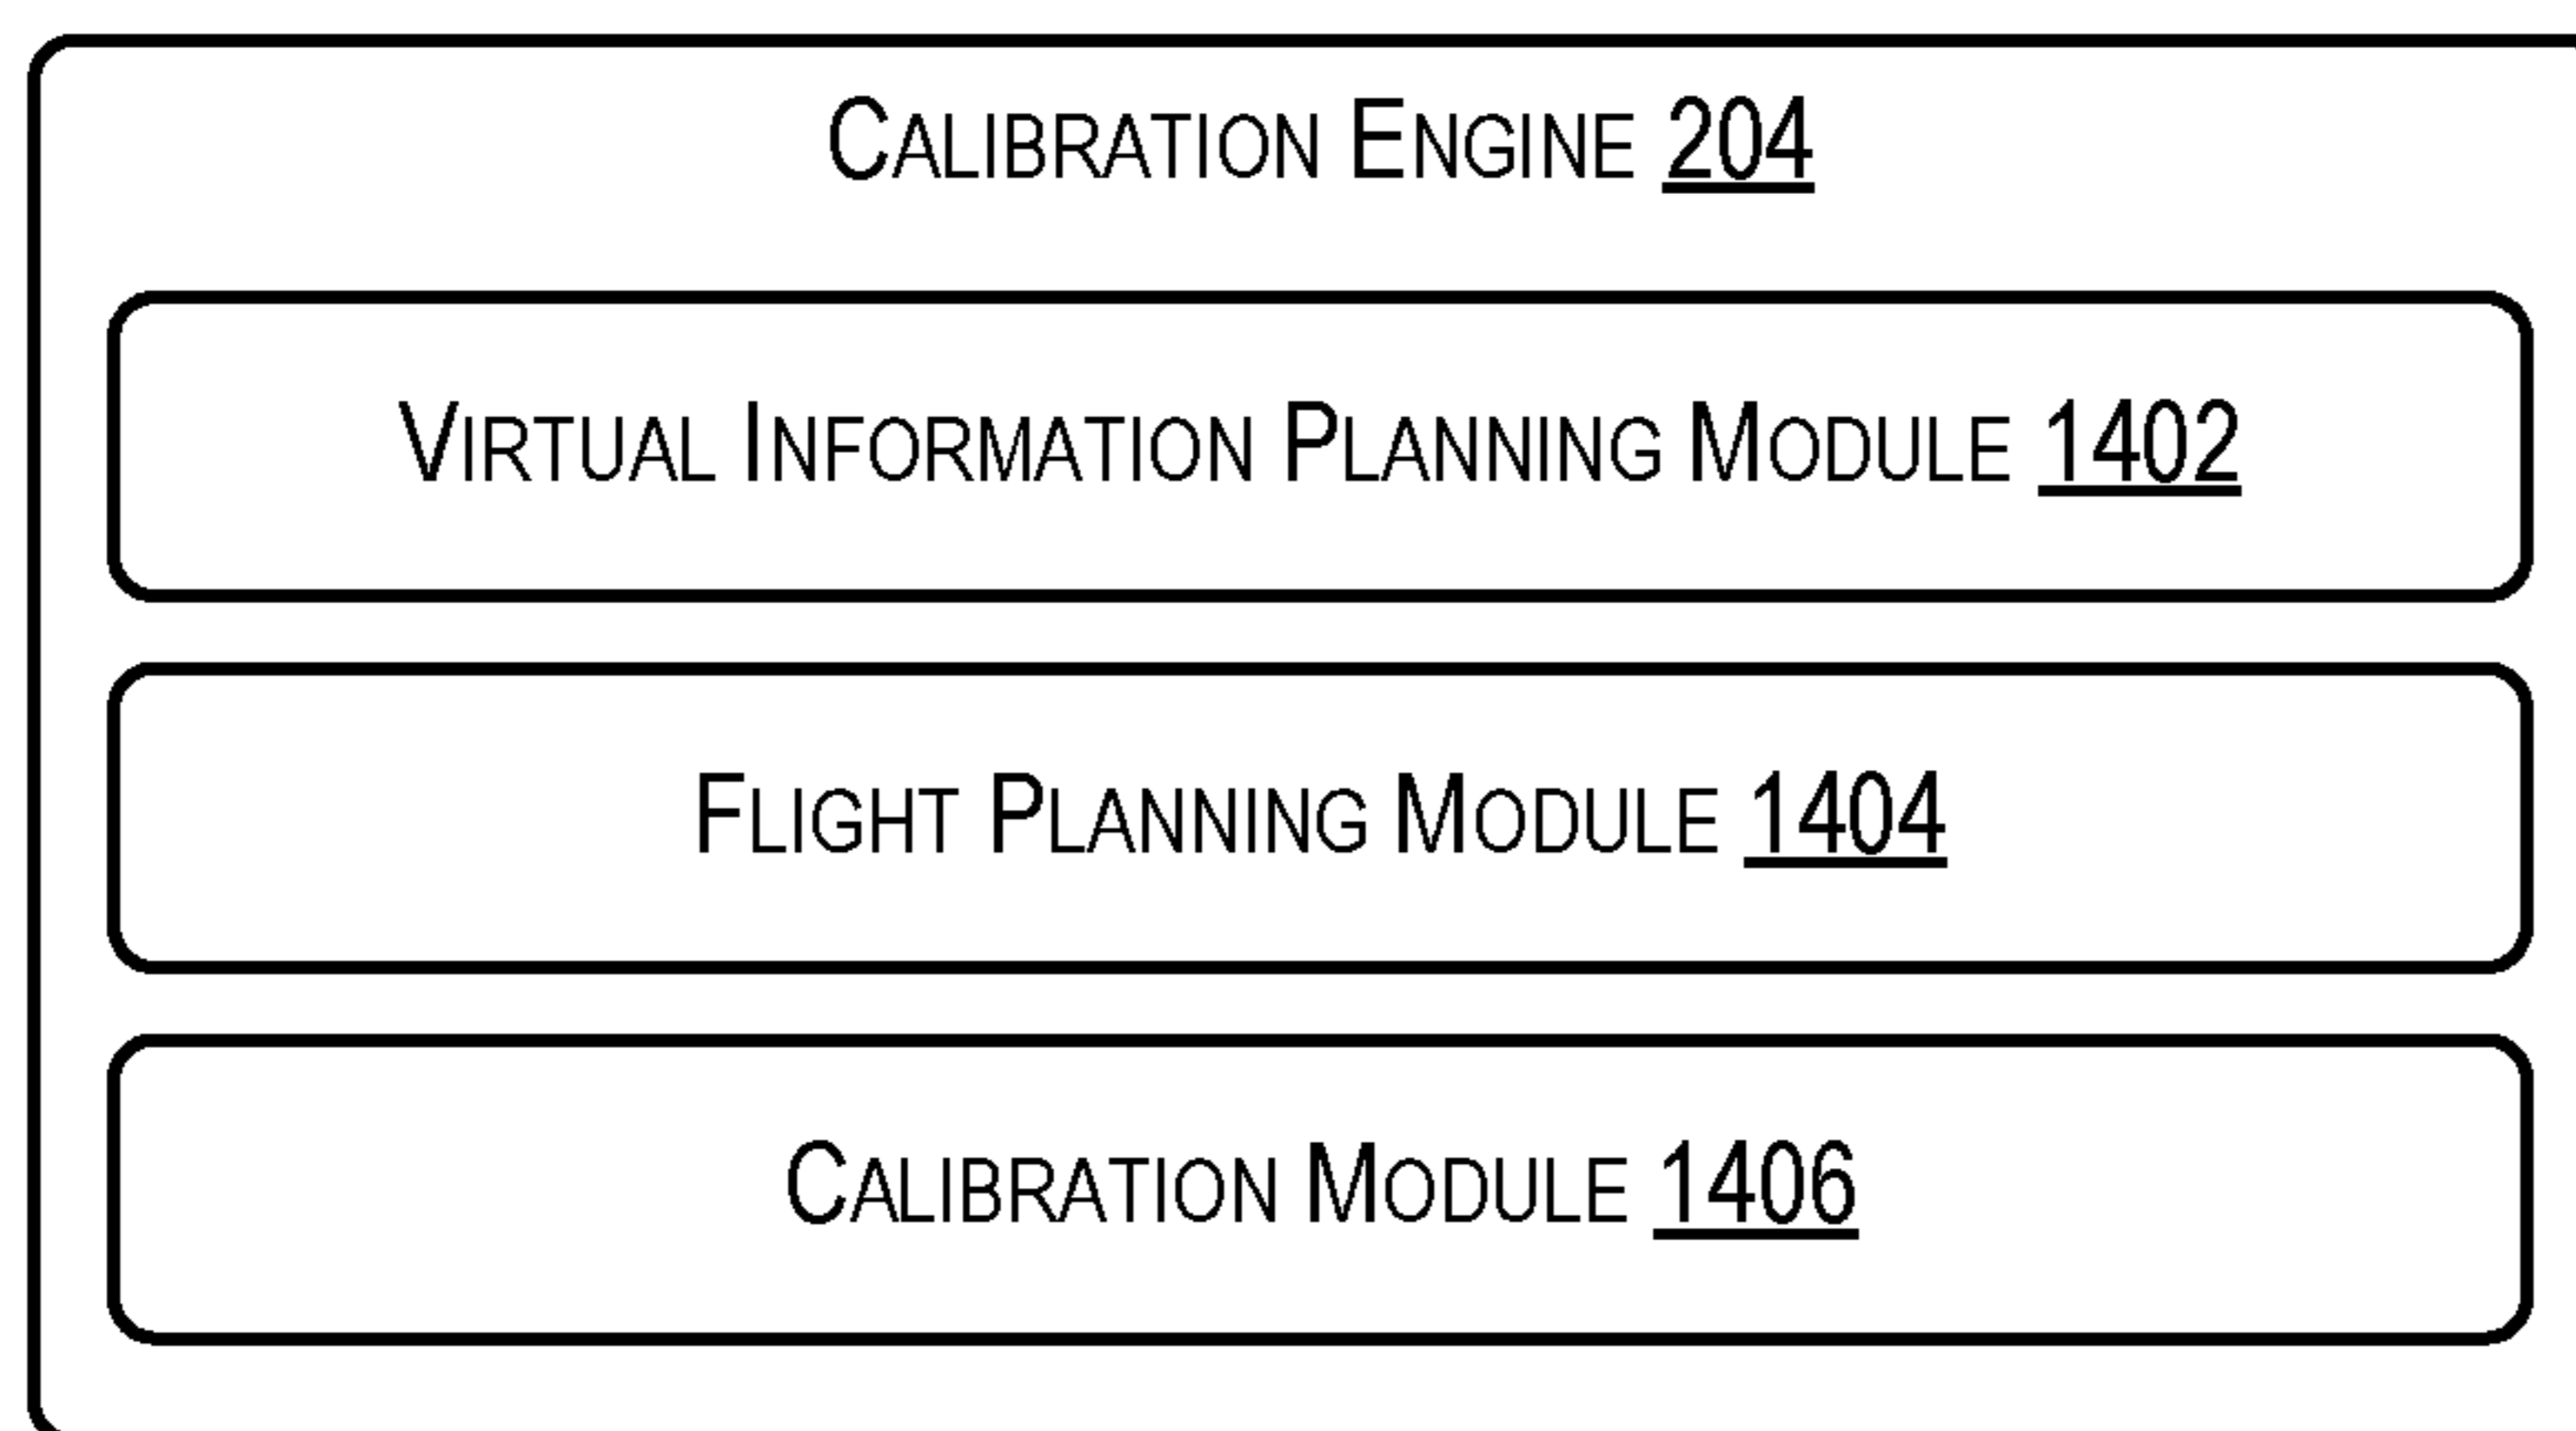 Calibration Engine 204
Virtual Information Planning Module 1402
Flight Planning Module 1404
Calibration Module 1406